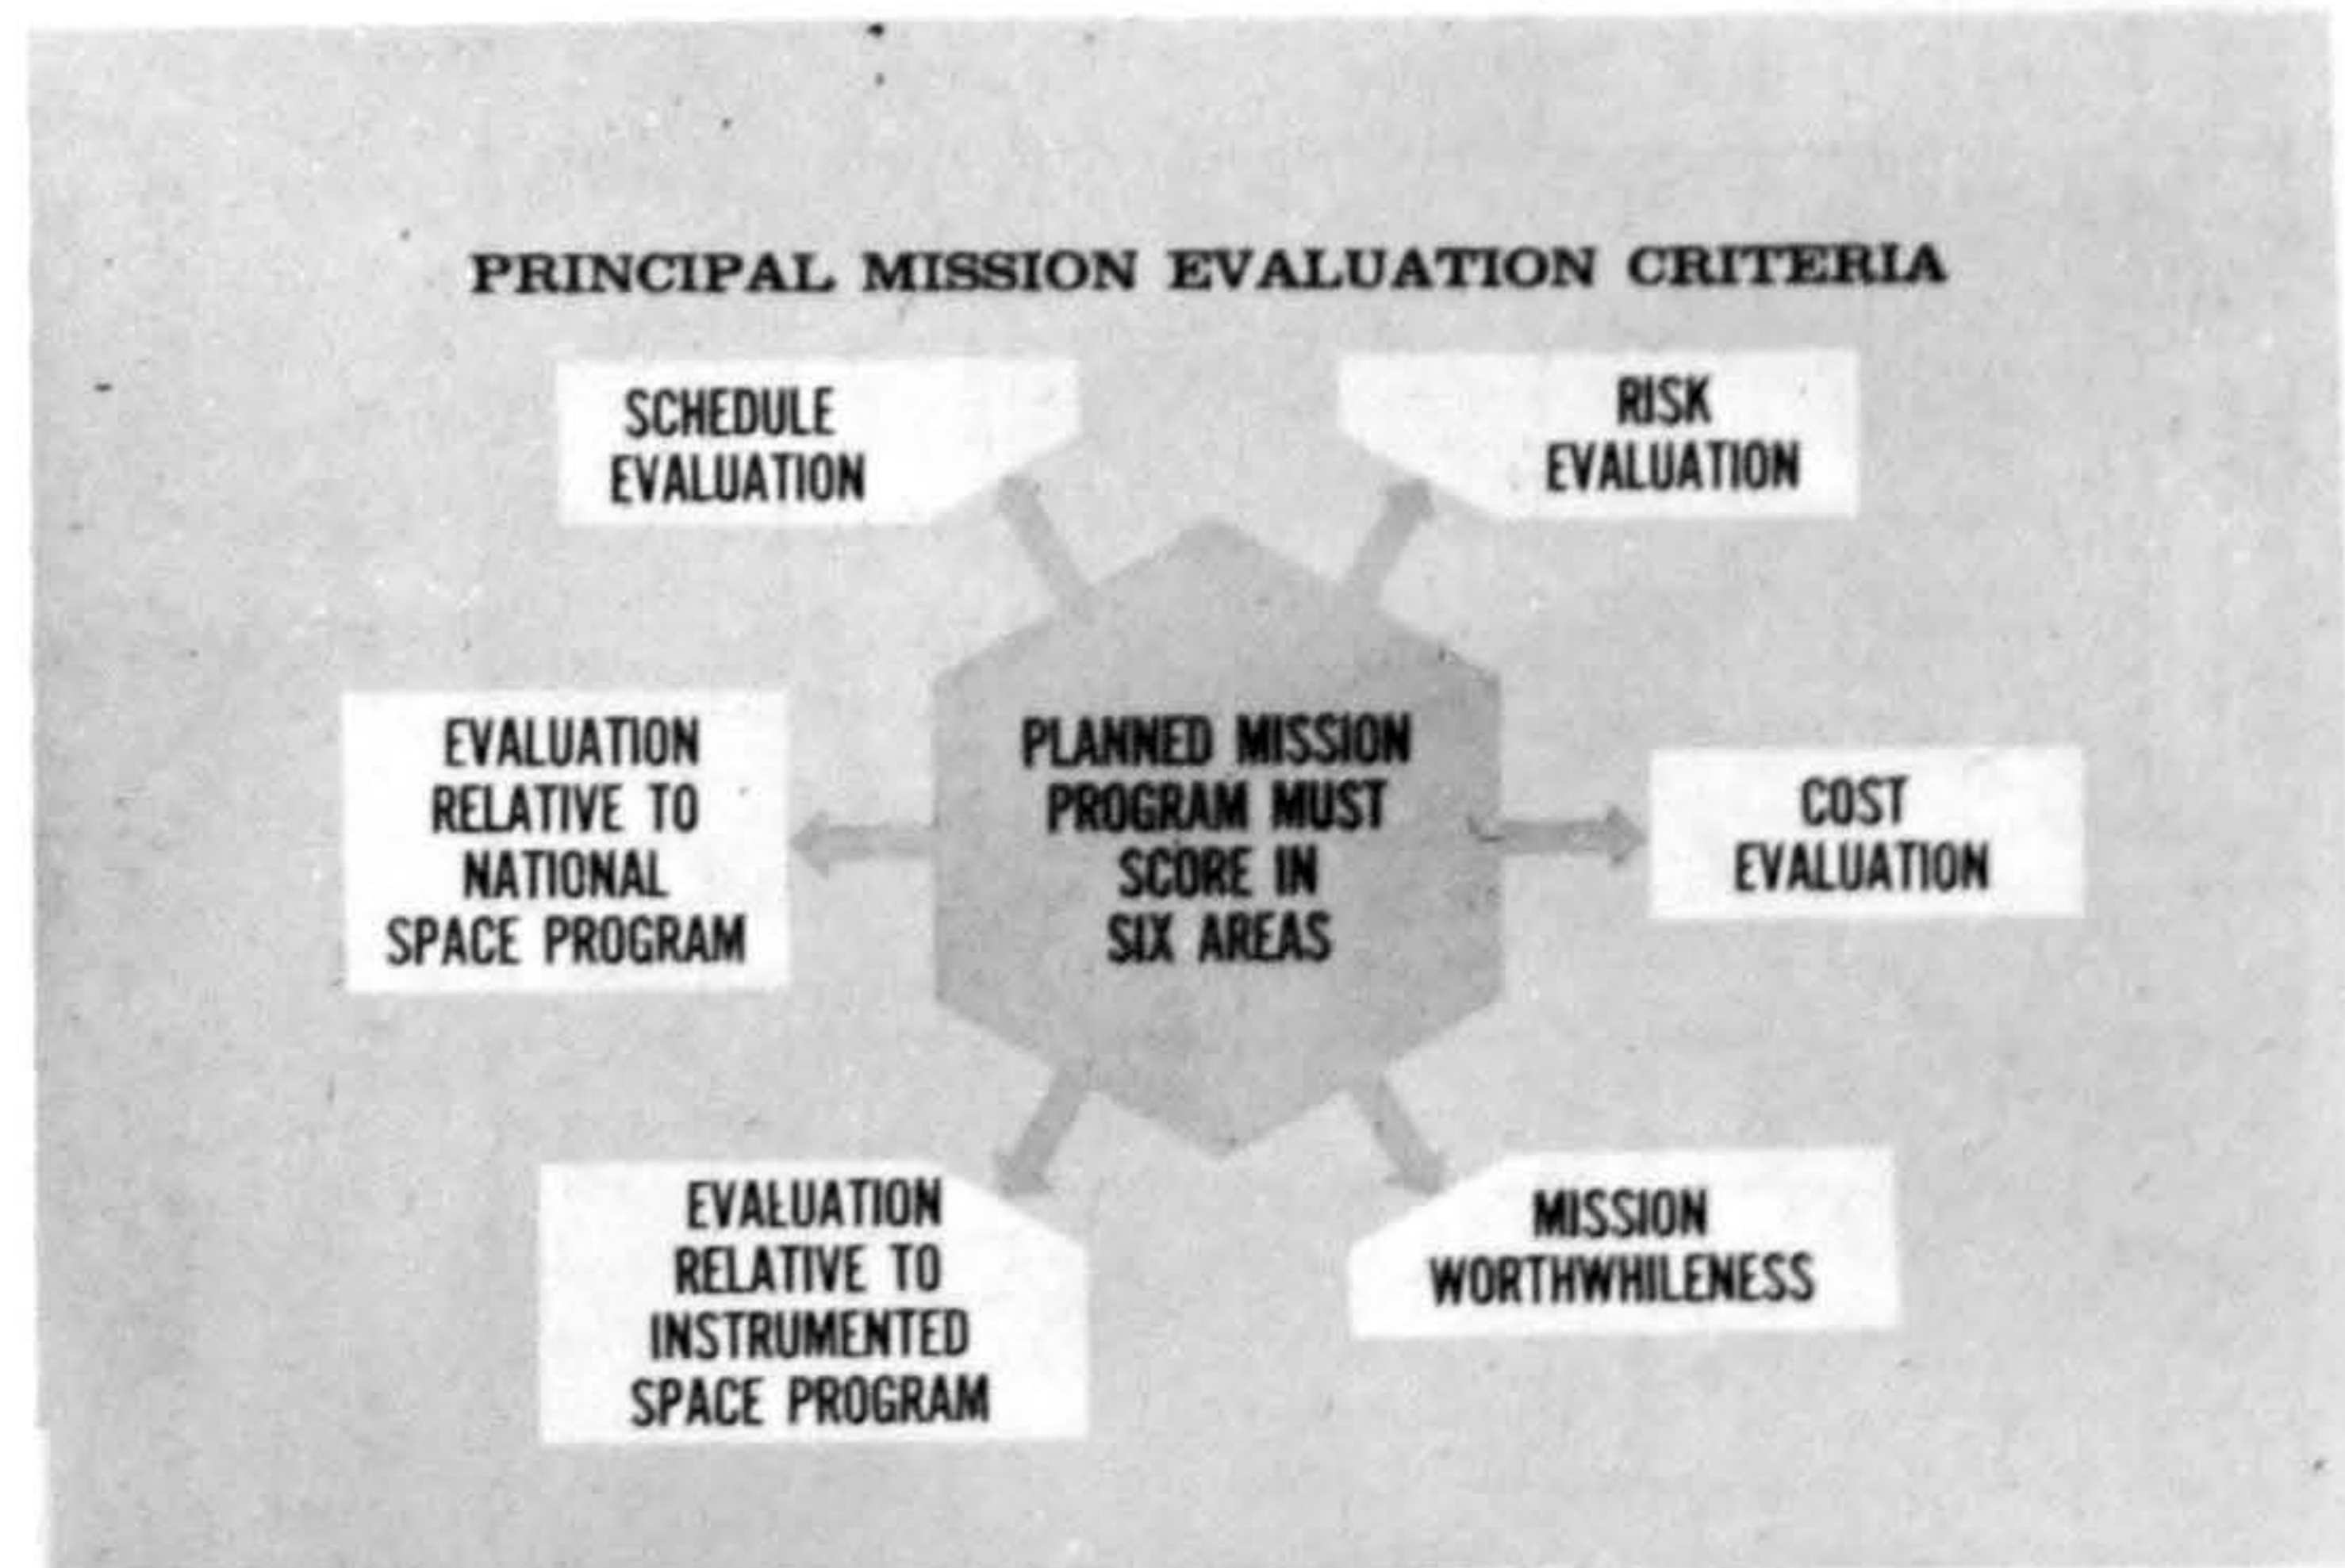 PRINCIPAL MISSION EVALUATION CRITERIA
SCHEDULE
EVALUATION
RISK
EVALUATION
EVALUATION
RELATIVE TO
NATIONAL
SPACE PROGRAM
PLANNED MISSION
PROGRAM MUST
SCORE IN
SIX AREAS
COST
EVALUATION
EVALUATION
RELATIVE TO
INSTRUMENTED
SPACE PROGRAM
MISSION
WORTHWHILENESS